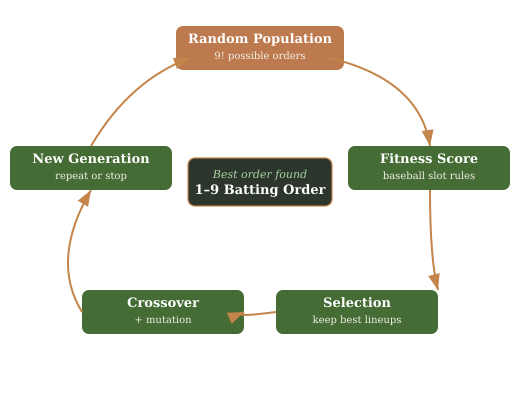 Random Population
9! possible orders
New Generation
repeat or stop
Best order found
1–9 Batting Order
Fitness Score
baseball slot rules
Crossover
+ mutation
Selection
keep best lineups